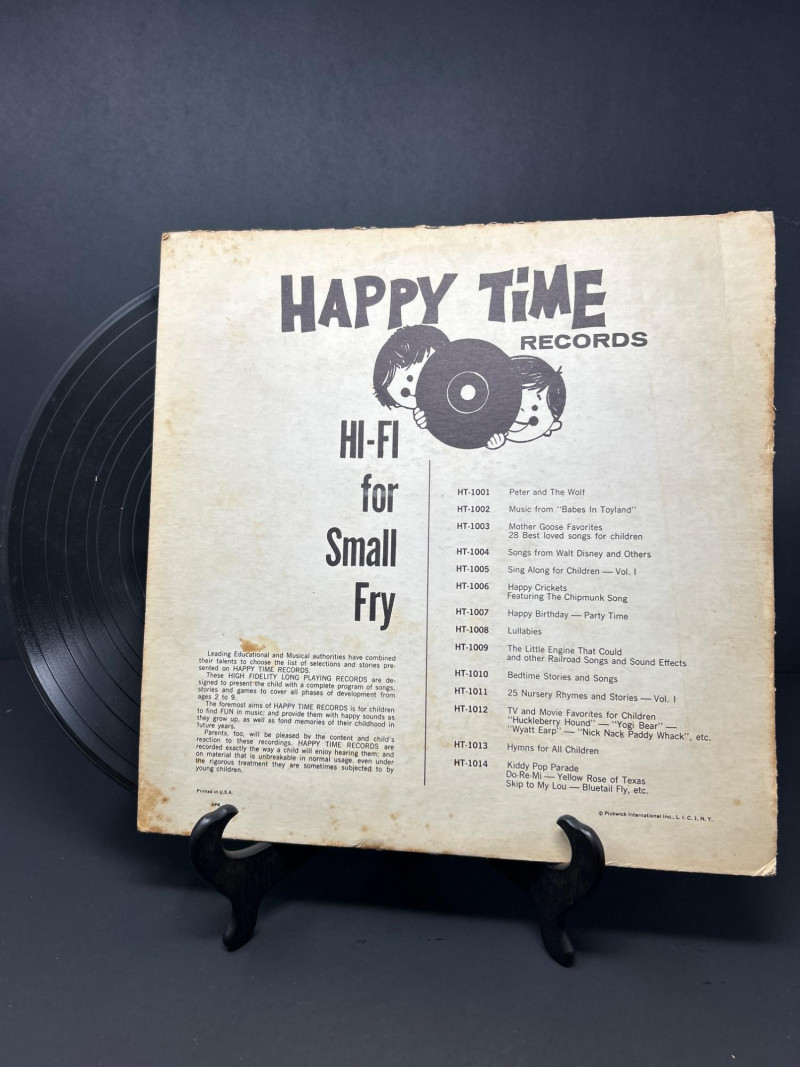 HAPPY TiME
RECORDS
HI-FI
for
Small
Fry
Leading Educational and Musical authorities have combined
their talents to choose the list of selections and stories pre-
sented on HAPPY TIME RECORDS.
These HIGH FIDELITY LONG PLAYING RECORDS are de-
signed to present the child with a complete program of songs,
stories and games to cover all phases of development from
ages 2 to 9.
The foremost aims of HAPPY TIME RECORDS is for children
to find FUN in music; and provide them with happy sounds as
they grow up, as well as fond memories of their childhood in
future years.
Parents, too, will be pleased by the content and child's
reaction to these recordings. HAPPY TIME RECORDS are
recorded exactly the way a child will enjoy hearing them; and
on material that is unbreakable in normal usage, even under
the rigorous treatment they are sometimes subjected to by
young children.
Printed in U.S.A.
HT-1001 Peter and The Wolf
HT-1002 Music from "Babes In Toyland"
HT-1003 Mother Goose Favorites
28 Best loved songs for children
HT-1004 Songs from Walt Disney and Others
HT-1005 Sing Along for Children — Vol. I
HT-1006 Happy Crickets
Featuring The Chipmunk Song
HT-1007 Happy Birthday — Party Time
HT-1008 Lullabies
HT-1009 The Little Engine That Could
and other Railroad Songs and Sound Effects
HT-1010 Bedtime Stories and Songs
HT-1011 25 Nursery Rhymes and Stories — Vol. I
HT-1012 TV and Movie Favorites for Children
"Huckleberry Hound" — "Yogi Bear" —
"Wyatt Earp" — "Nick Nack Paddy Whack", etc.
HT-1013 Hymns for All Children
HT-1014 Kiddy Pop Parade
Do-Re-Mi — Yellow Rose of Texas
Skip to My Lou — Bluetail Fly, etc.
© Pickwick International Inc., L. I. C. 1, N. Y.